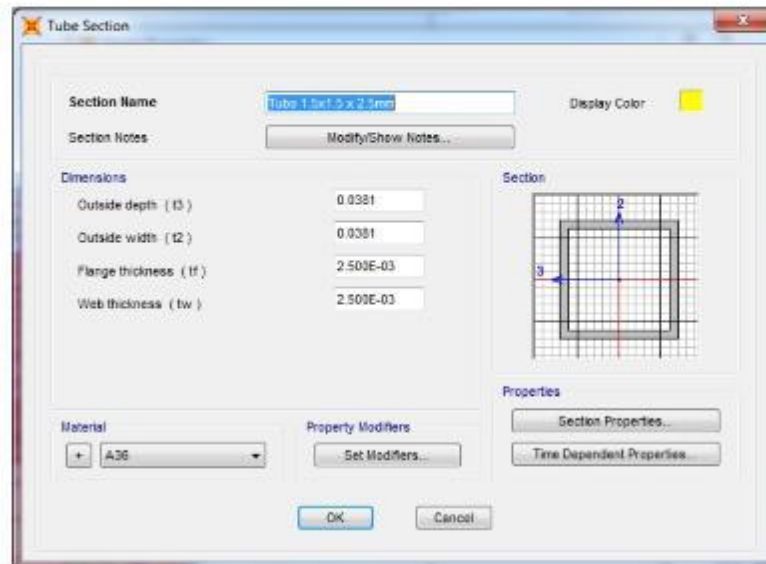 Tube Section
Section Name
Tube 1.5x1.5 x 2.5mm
Display Color
Section Notes
Modify/Show Notes...
Dimensions
Outside depth ( t3 )
0.0381
Outside width ( t2 )
0.0381
Flange thickness ( tf )
2.500E-03
Web thickness ( tw )
2.500E-03
Section
2
3
Material
+
A36
Property Modifiers
Set Modifiers...
Properties
Section Properties...
Time Dependent Properties...
OK
Cancel